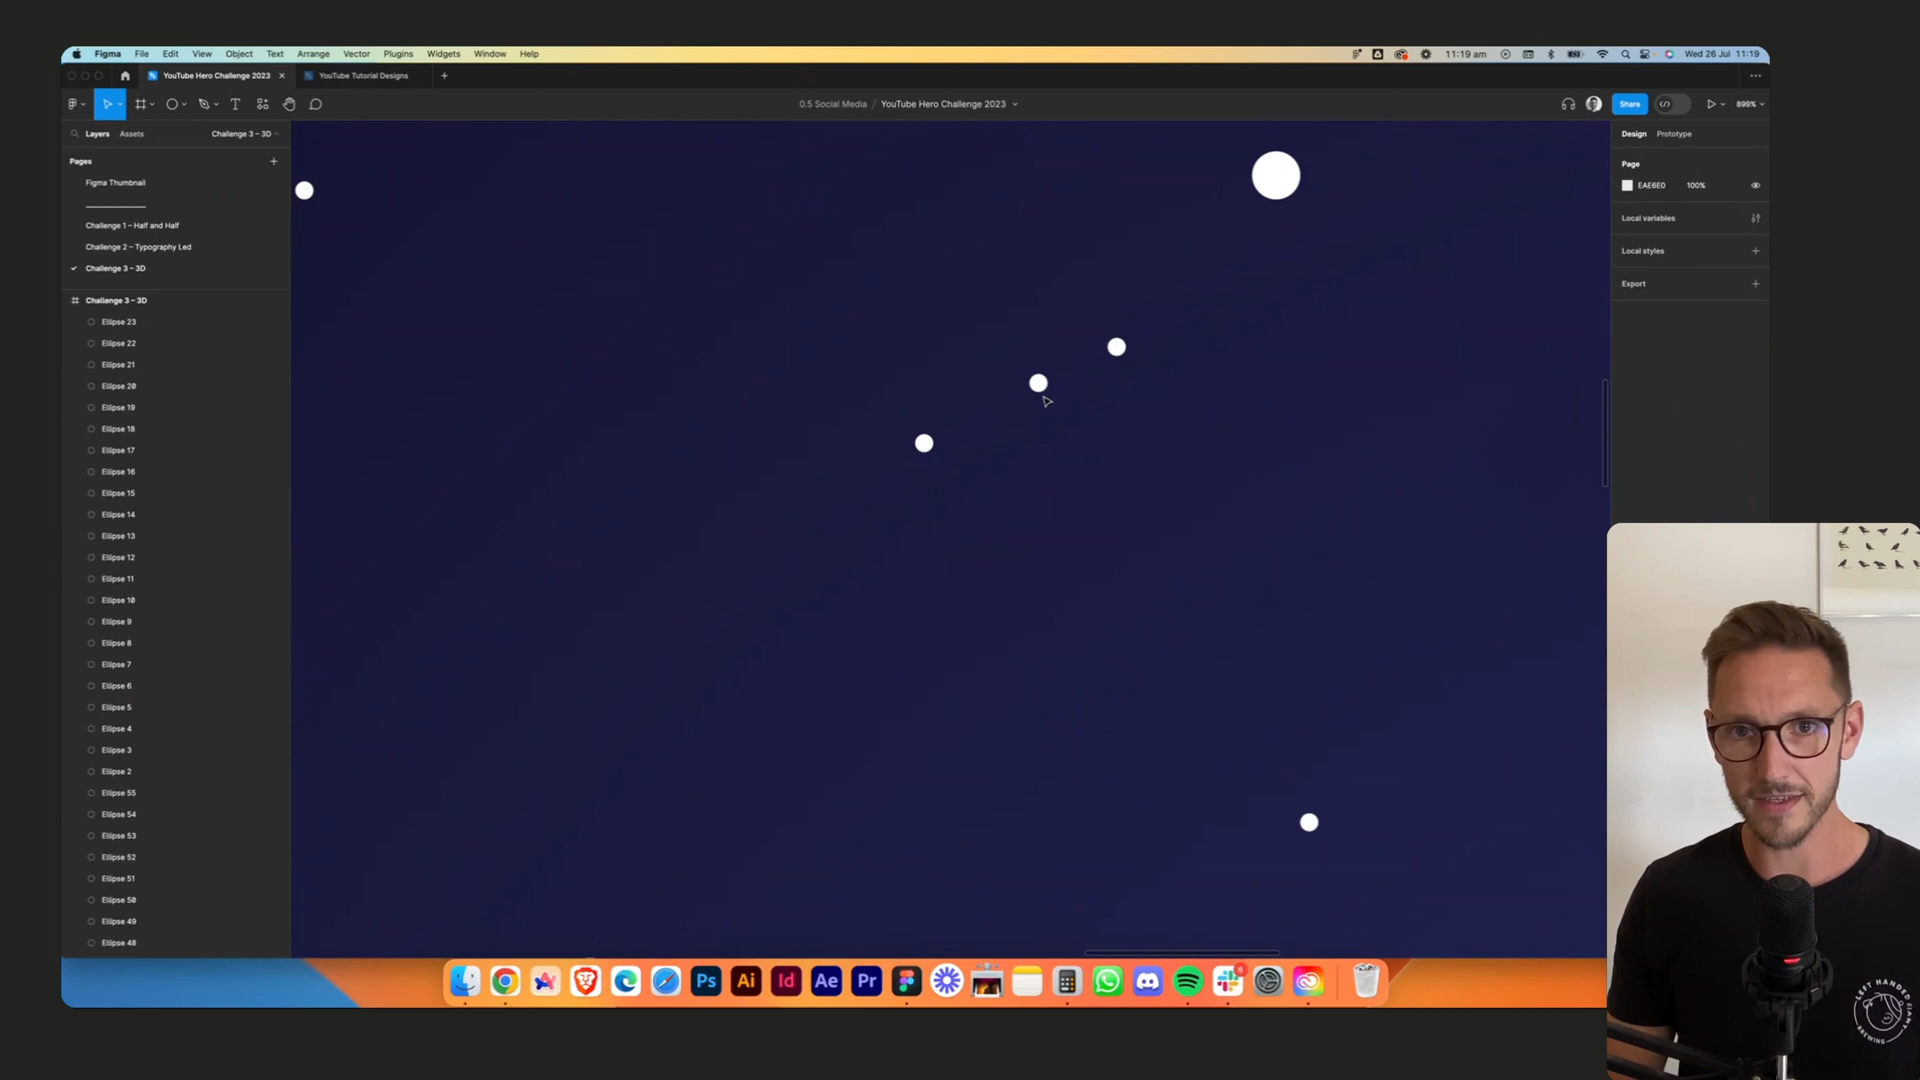 Figma File Edit View Object Text Arrange Vector Plugins Widgets Window Help 11:19 am Wed 26 Jul 11:19
YouTube Hero Challenge 2023 YouTube Tutorial Designs
0.5 Social Media / YouTube Hero Challenge 2023 Share 899%
Layers Assets Challenge 3 – 3D
Design Prototype
Pages
Page
Figma Thumbnail
EAE6E0 100%
Challenge 1 – Half and Half
Local variables
Challenge 2 – Typography Led
Local styles
Challenge 3 – 3D
Export
Challenge 3 – 3D
Ellipse 23
Ellipse 22
Ellipse 21
Ellipse 20
Ellipse 19
Ellipse 18
Ellipse 17
Ellipse 16
Ellipse 15
Ellipse 14
Ellipse 13
Ellipse 12
Ellipse 11
Ellipse 10
Ellipse 9
Ellipse 8
Ellipse 7
Ellipse 6
Ellipse 5
Ellipse 4
Ellipse 3
Ellipse 2
Ellipse 55
Ellipse 54
Ellipse 53
Ellipse 52
Ellipse 51
Ellipse 50
Ellipse 49
Ellipse 48
Ps Ai Id Ae Pr 6
LEFT HANDED GIANT BREWING